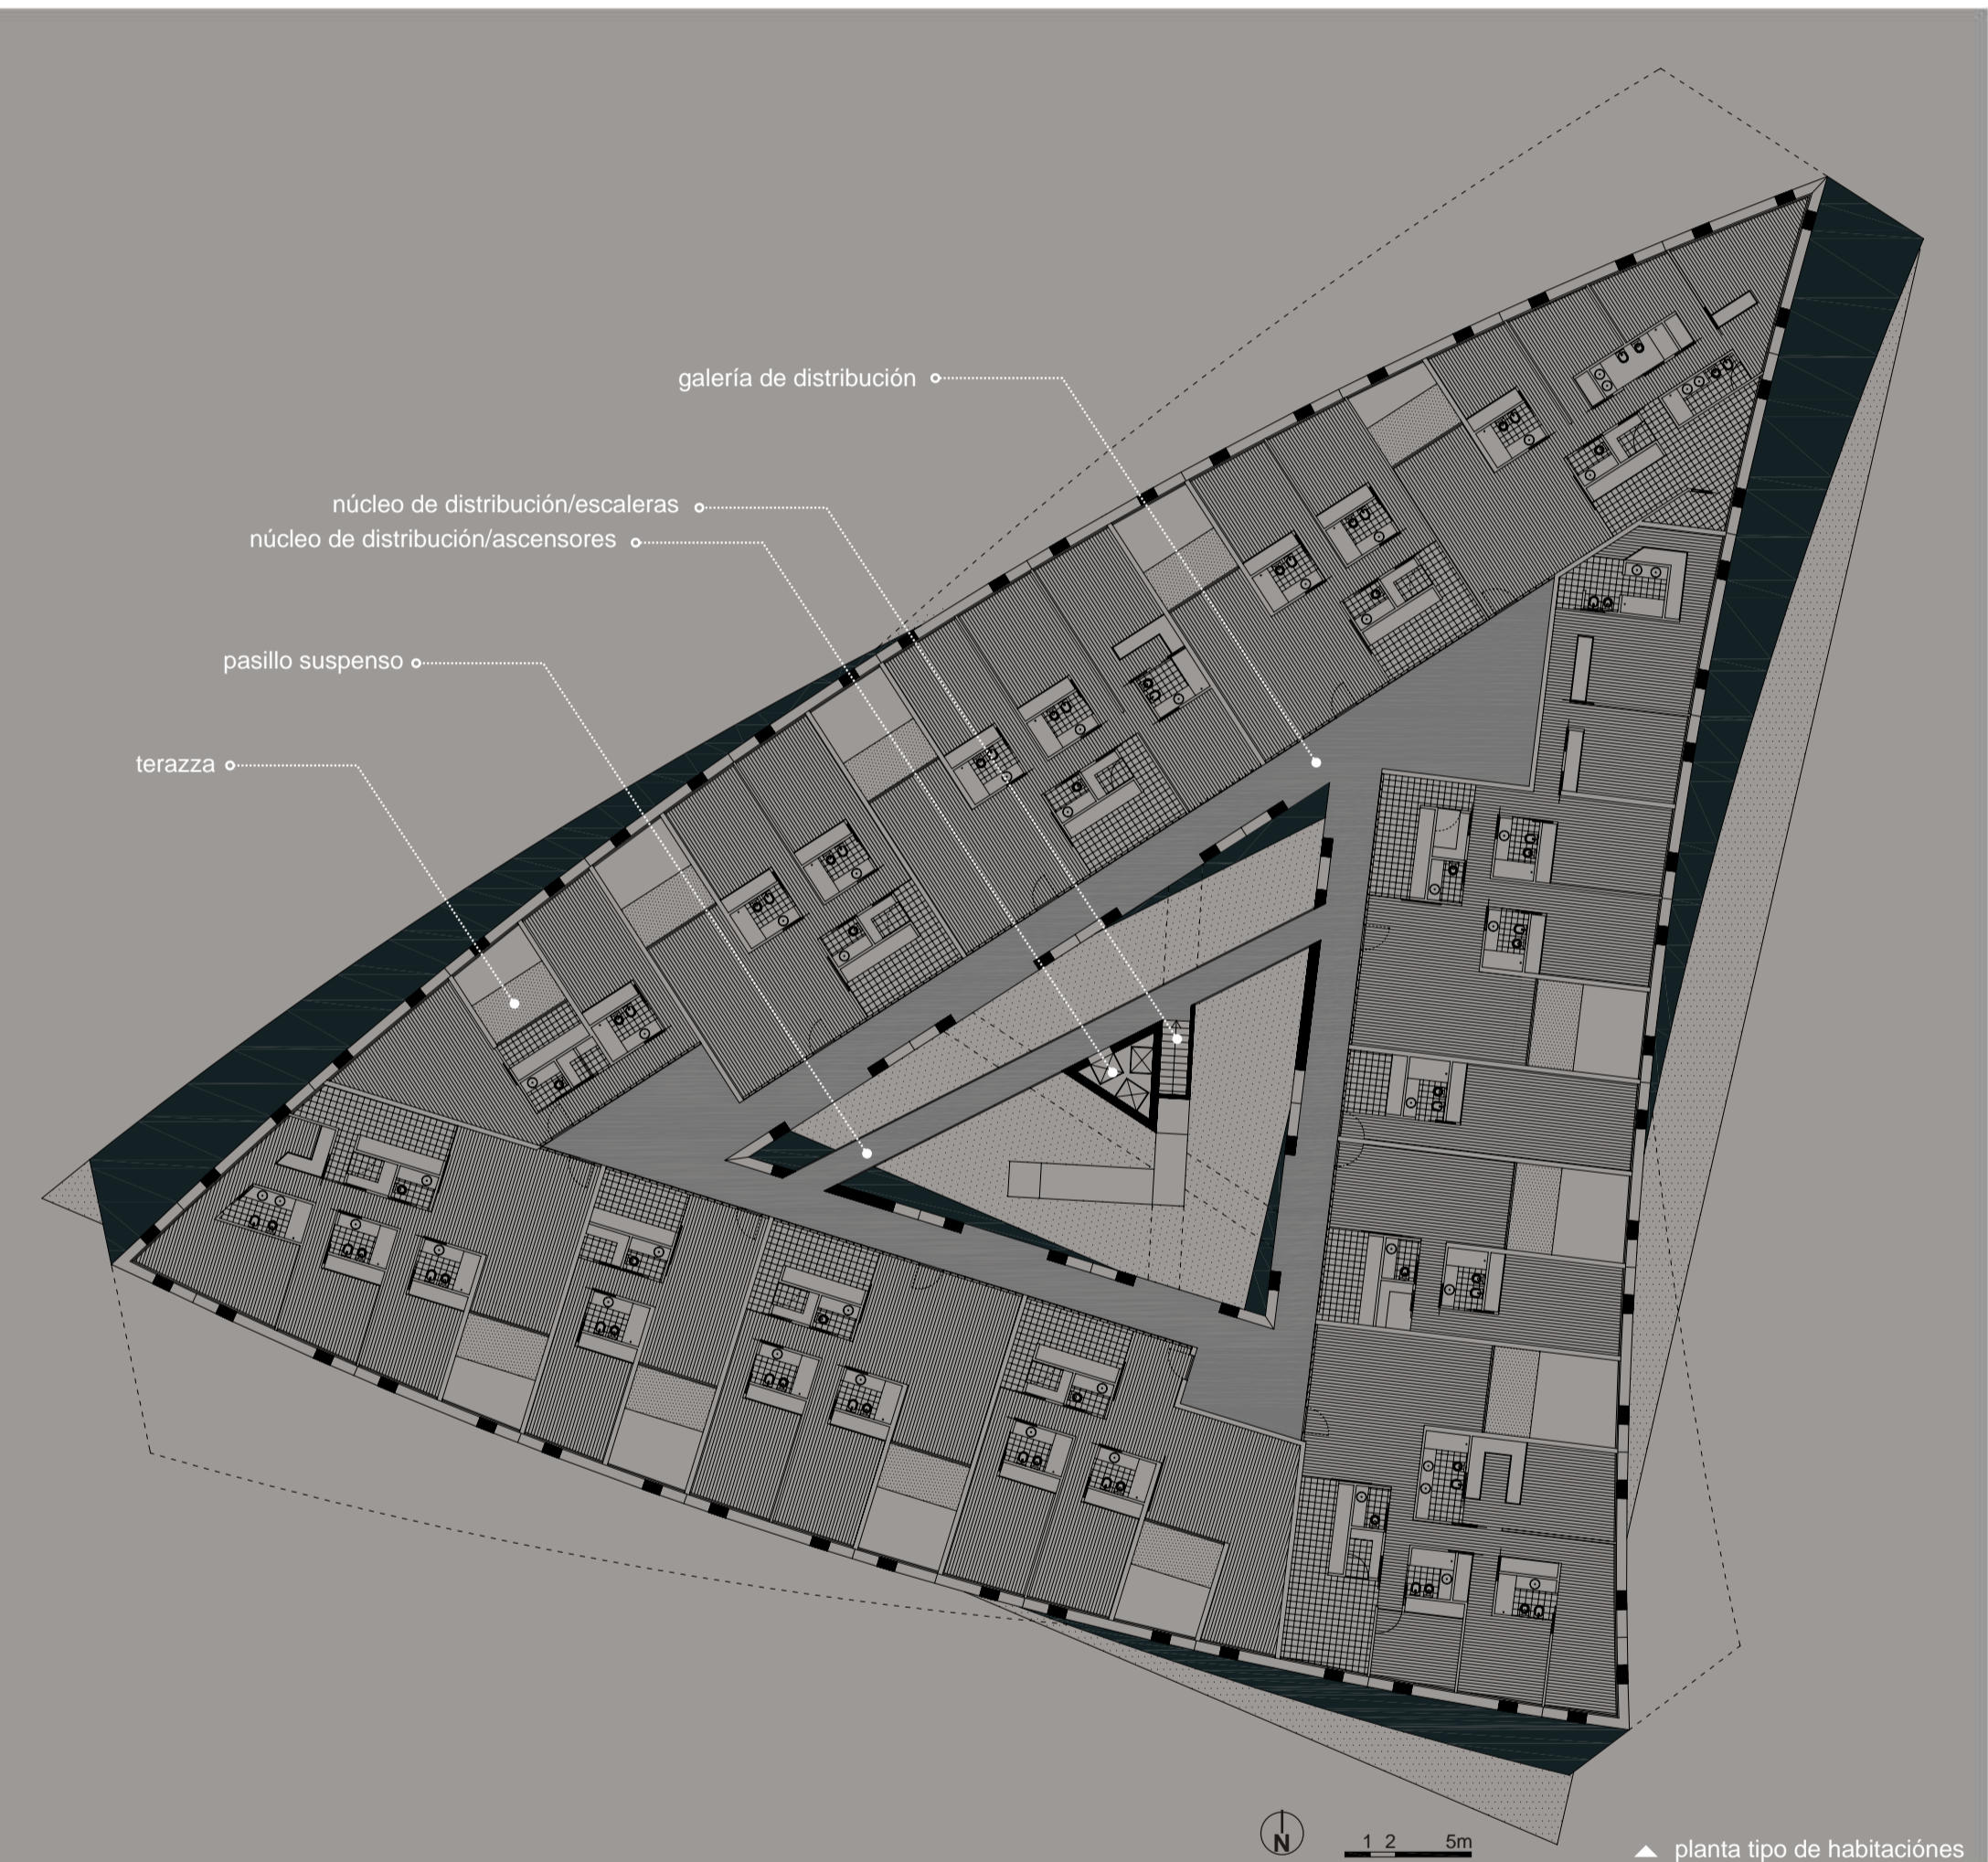 galería de distribución
núcleo de distribución/escaleras
núcleo de distribución/ascensores
pasillo suspenso
terazza
N
1 2 5m
planta tipo de habitaciónes